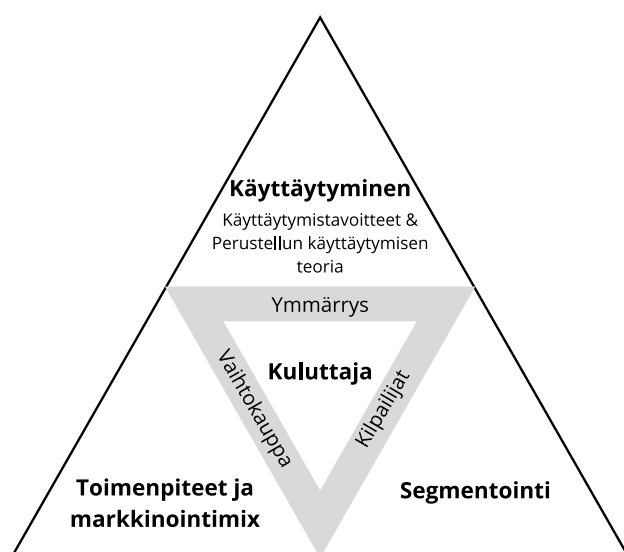 Käyttäytyminen
Käyttäytymistavoitteet &
Perustellun käyttäytymisen
teoria
Ymmärrys
Kuluttaja
Vaihtokauppa
Kilpailijat
Toimenpiteet ja
markkinointimix
Segmentointi